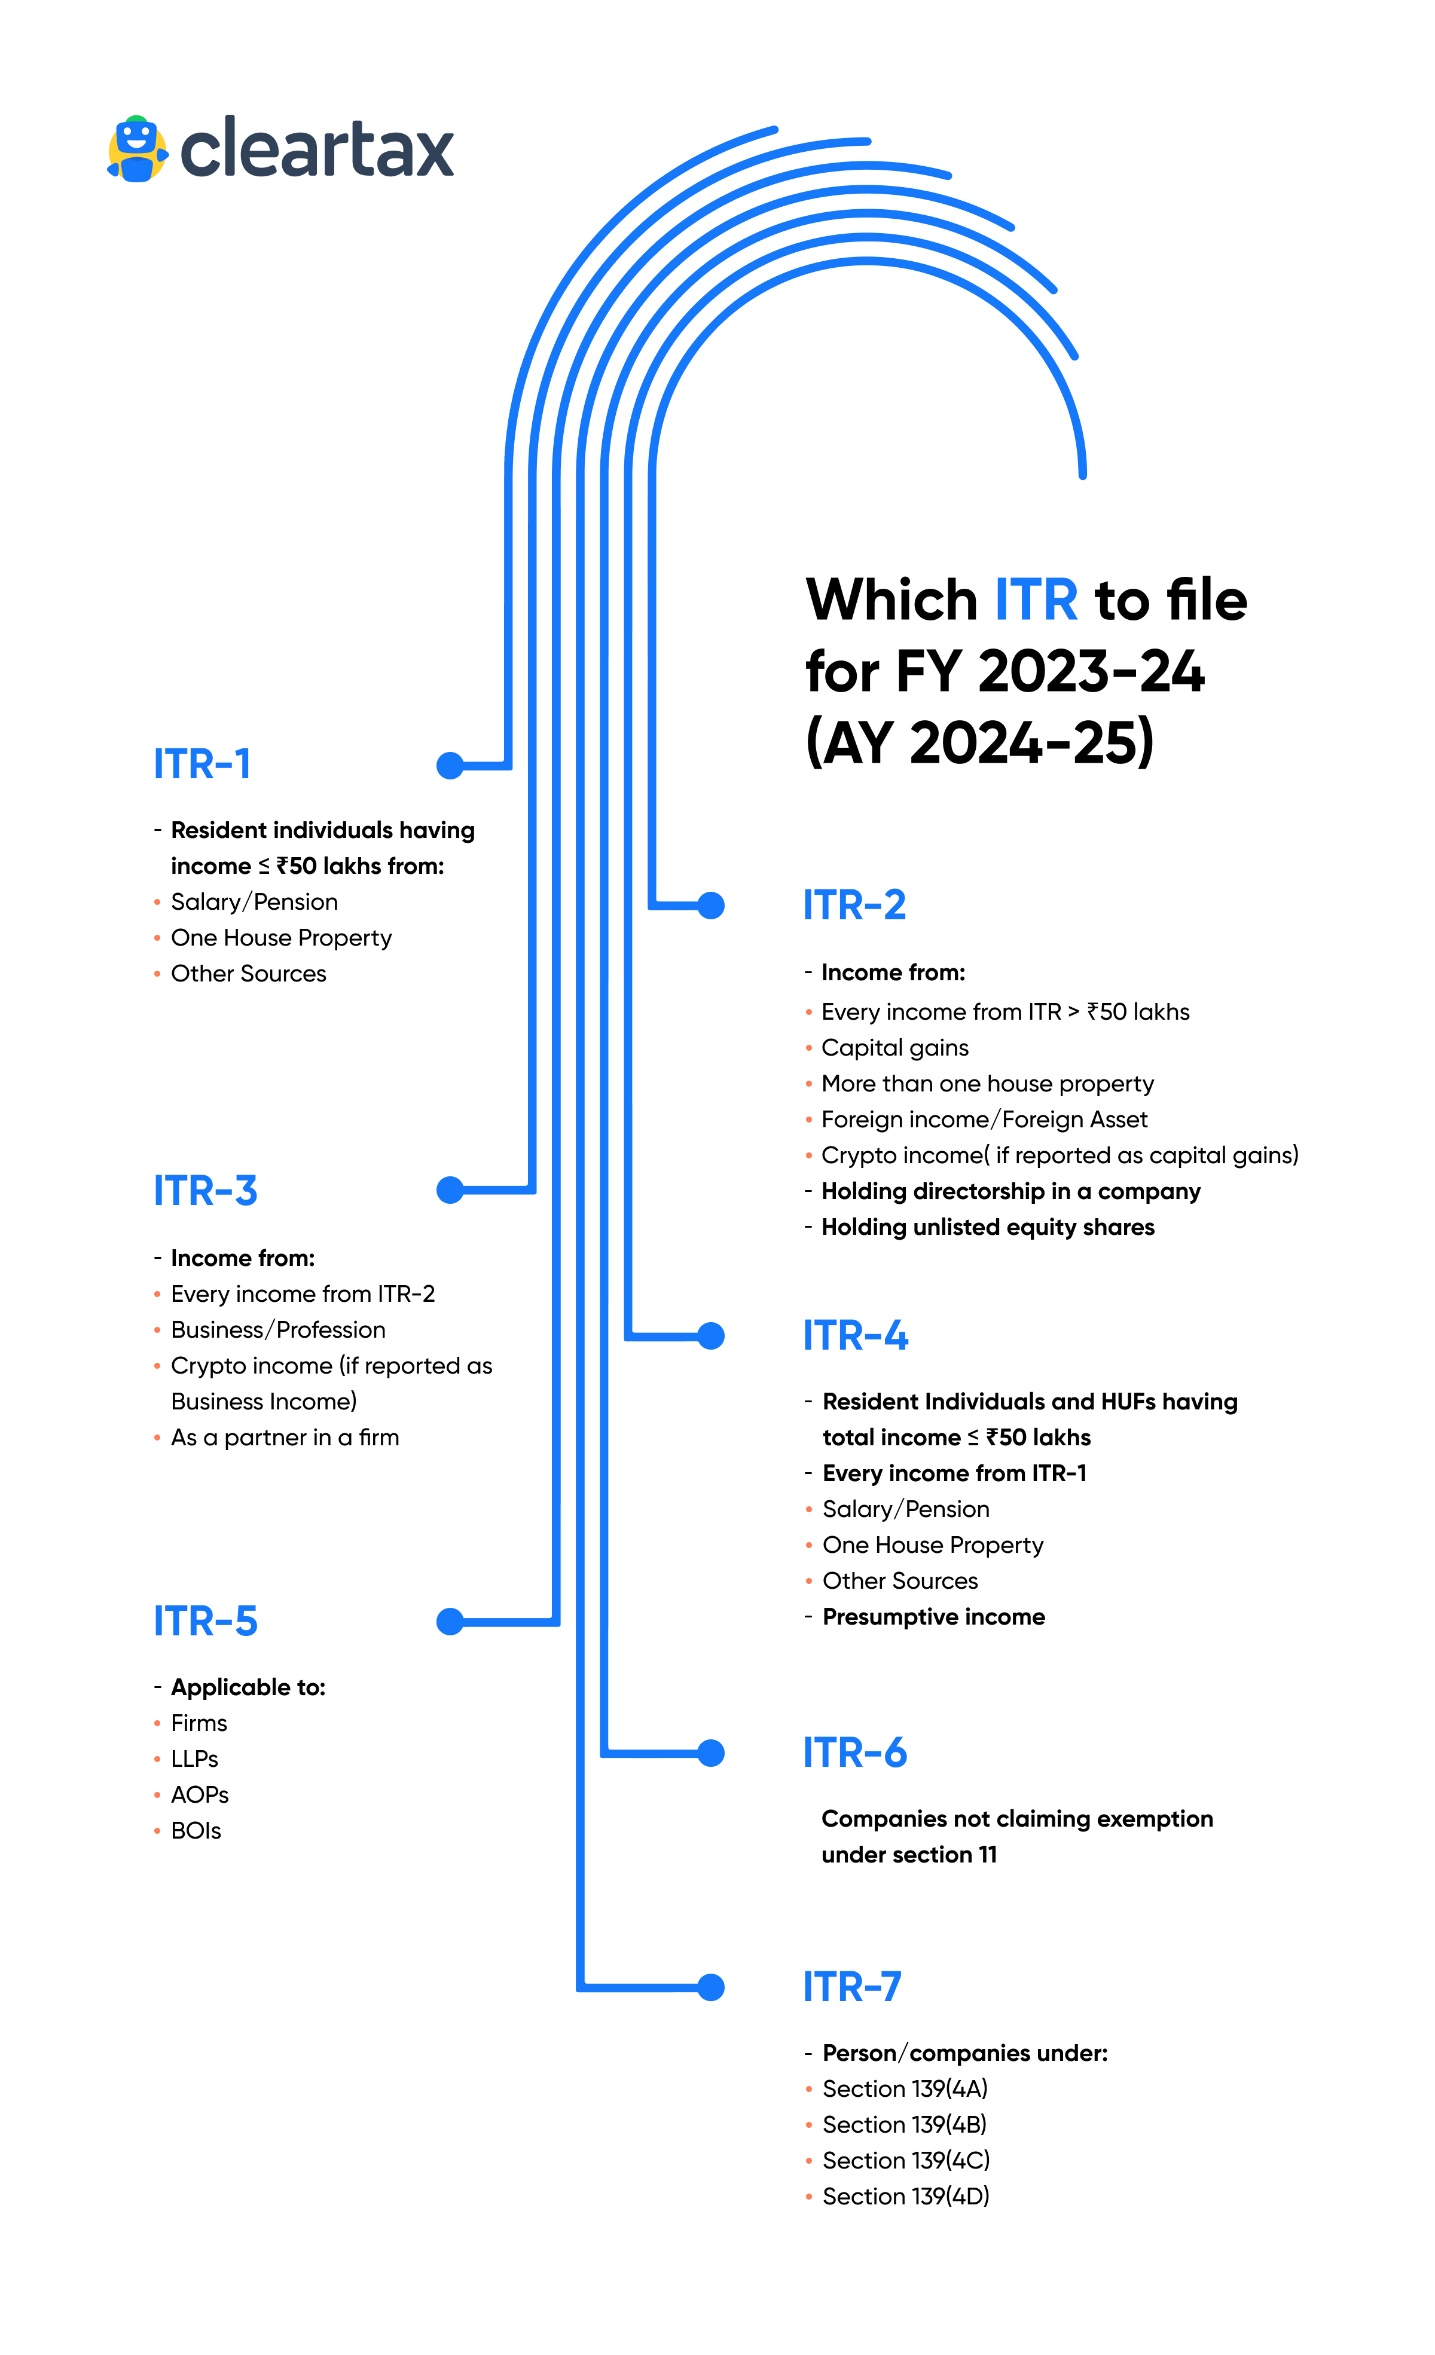 cleartax
Which ITR to file
for FY 2023-24
(AY 2024-25)
ITR-1
- Resident individuals having
income ≤ ₹50 lakhs from:
• Salary/Pension
• One House Property
• Other Sources
ITR-2
- Income from:
• Every income from ITR > ₹50 lakhs
• Capital gains
• More than one house property
• Foreign income/Foreign Asset
• Crypto income( if reported as capital gains)
- Holding directorship in a company
- Holding unlisted equity shares
ITR-3
- Income from:
• Every income from ITR-2
• Business/Profession
• Crypto income (if reported as
Business Income)
• As a partner in a firm
ITR-4
- Resident Individuals and HUFs having
total income ≤ ₹50 lakhs
- Every income from ITR-1
• Salary/Pension
• One House Property
• Other Sources
- Presumptive income
ITR-5
- Applicable to:
• Firms
• LLPs
• AOPs
• BOIs
ITR-6
Companies not claiming exemption
under section 11
ITR-7
- Person/companies under:
• Section 139(4A)
• Section 139(4B)
• Section 139(4C)
• Section 139(4D)